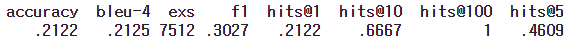 accuracy bleu-4 exs f1 hits@1 hits@10 hits@100 hits@5
.2122 .2125 7512 .3027 .2122 .6667 1 .4609